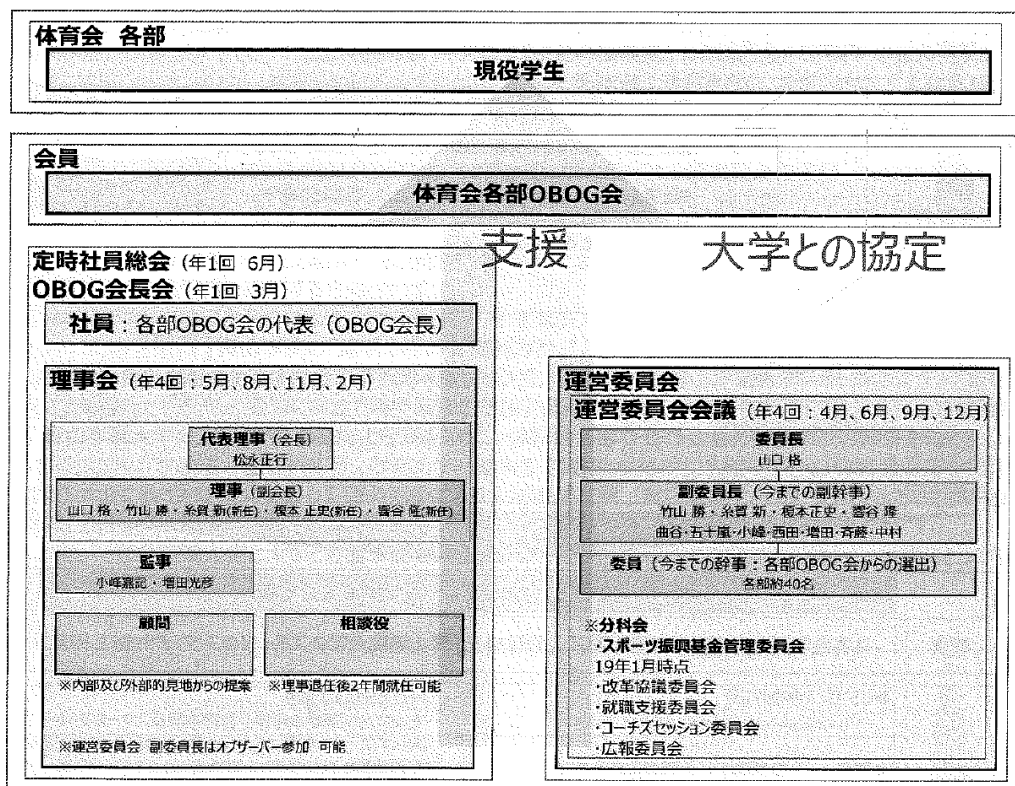 体育会 各部
現役学生
会員
体育会各部OBOG会
支援
大学との協定
定時社員総会 (年1回 6月)
OBOG会長会 (年1回 3月)
社員：各部OBOG会の代表（OBOG会長）
理事会（年4回：5月、8月、11月、2月）
代表理事（会長）
松永正行
理事（副会長）
山口 格・竹山 勝・糸賀 新(新任)・榎本 正史(新任)・響谷 隆(新任)
監事
小峰嘉記・増田光彦
顧問
相談役
※内部及び外部的見地からの提案
※理事退任後2年間就任可能
※運営委員会 副委員長はオブザーバー参加 可能
運営委員会
運営委員会会議（年4回：4月、6月、9月、12月）
委員長
山口 格
副委員長（今までの副幹事）
竹山 勝・糸賀 新・榎本正史・響谷 隆
曲谷・五十嵐・小峰・西田・増田・斉藤・中村
委員（今までの幹事：各部OBOG会からの選出）
各部約40名
※分科会
・スポーツ振興基金管理委員会
19年1月時点
・改革協議委員会
・就職支援委員会
・コーチズセッション委員会
・広報委員会